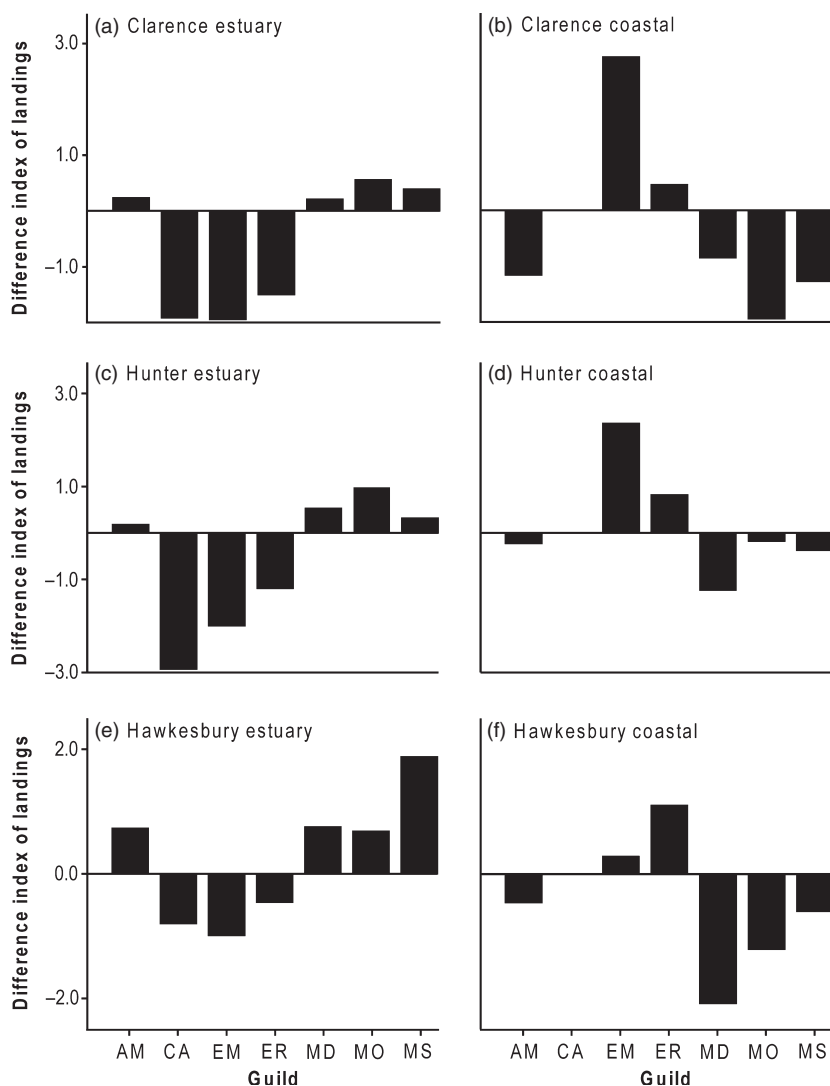 (a) Clarence estuary
(b) Clarence coastal
Difference index of landings
3.0
1.0
–1.0
(c) Hunter estuary
(d) Hunter coastal
Difference index of landings
3.0
1.0
–1.0
–3.0
(e) Hawkesbury estuary
(f) Hawkesbury coastal
Difference index of landings
2.0
0.0
–2.0
AM CA EM ER MD MO MS
AM CA EM ER MD MO MS
Guild
Guild